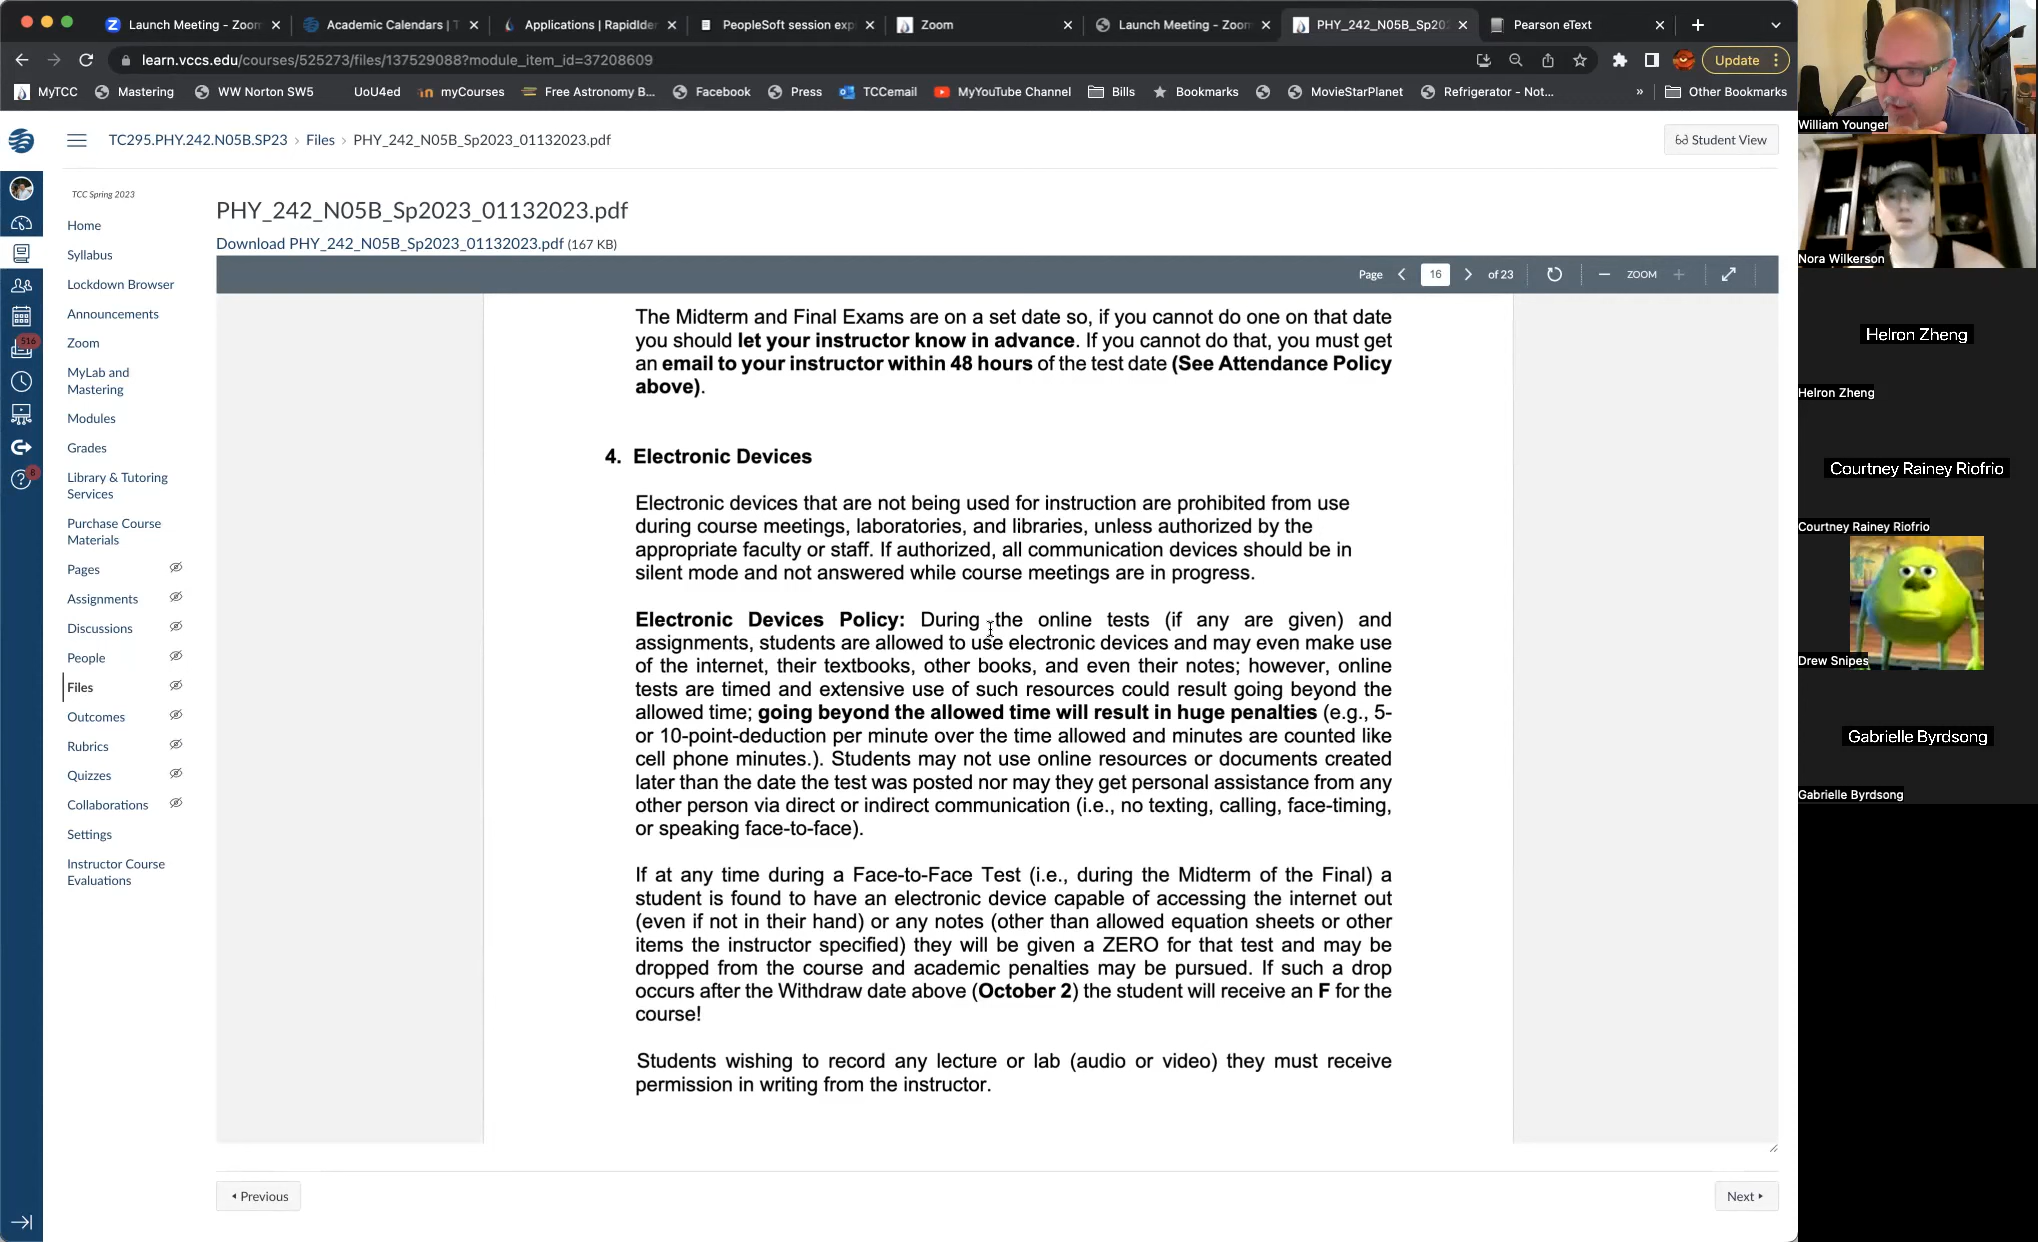 Launch Meeting - Zoom
Academic Calendars | T
Applications | RapidIden
PeopleSoft session exp
Zoom
Launch Meeting - Zoom
PHY_242_N05B_Sp20
Pearson eText
learn.vccs.edu/courses/525273/files/137529088?module_item_id=37208609
Update
MyTCC
Mastering
WW Norton SW5
UoU4ed
myCourses
Free Astronomy B...
Facebook
Press
TCCemail
MyYouTube Channel
Bills
Bookmarks
MovieStarPlanet
Refrigerator - Not...
»
Other Bookmarks
TC295.PHY.242.N05B.SP23 › Files › PHY_242_N05B_Sp2023_01132023.pdf
Student View
516
8
TCC Spring 2023
Home
Syllabus
Lockdown Browser
Announcements
Zoom
MyLab and
Mastering
Modules
Grades
Library & Tutoring
Services
Purchase Course
Materials
Pages
Assignments
Discussions
People
Files
Outcomes
Rubrics
Quizzes
Collaborations
Settings
Instructor Course
Evaluations
PHY_242_N05B_Sp2023_01132023.pdf
Download PHY_242_N05B_Sp2023_01132023.pdf (167 KB)
Page 16 of 23 ZOOM
The Midterm and Final Exams are on a set date so, if you cannot do one on that date
you should let your instructor know in advance. If you cannot do that, you must get
an email to your instructor within 48 hours of the test date (See Attendance Policy
above).
4. Electronic Devices
Electronic devices that are not being used for instruction are prohibited from use
during course meetings, laboratories, and libraries, unless authorized by the
appropriate faculty or staff. If authorized, all communication devices should be in
silent mode and not answered while course meetings are in progress.
Electronic Devices Policy: During the online tests (if any are given) and
assignments, students are allowed to use electronic devices and may even make use
of the internet, their textbooks, other books, and even their notes; however, online
tests are timed and extensive use of such resources could result going beyond the
allowed time; going beyond the allowed time will result in huge penalties (e.g., 5-
or 10-point-deduction per minute over the time allowed and minutes are counted like
cell phone minutes.). Students may not use online resources or documents created
later than the date the test was posted nor may they get personal assistance from any
other person via direct or indirect communication (i.e., no texting, calling, face-timing,
or speaking face-to-face).
If at any time during a Face-to-Face Test (i.e., during the Midterm of the Final) a
student is found to have an electronic device capable of accessing the internet out
(even if not in their hand) or any notes (other than allowed equation sheets or other
items the instructor specified) they will be given a ZERO for that test and may be
dropped from the course and academic penalties may be pursued. If such a drop
occurs after the Withdraw date above (October 2) the student will receive an F for the
course!
Students wishing to record any lecture or lab (audio or video) they must receive
permission in writing from the instructor.
Previous
Next
William Younger
Nora Wilkerson
Helron Zheng
Helron Zheng
Courtney Rainey Riofrio
Courtney Rainey Riofrio
Drew Snipes
Gabrielle Byrdsong
Gabrielle Byrdsong